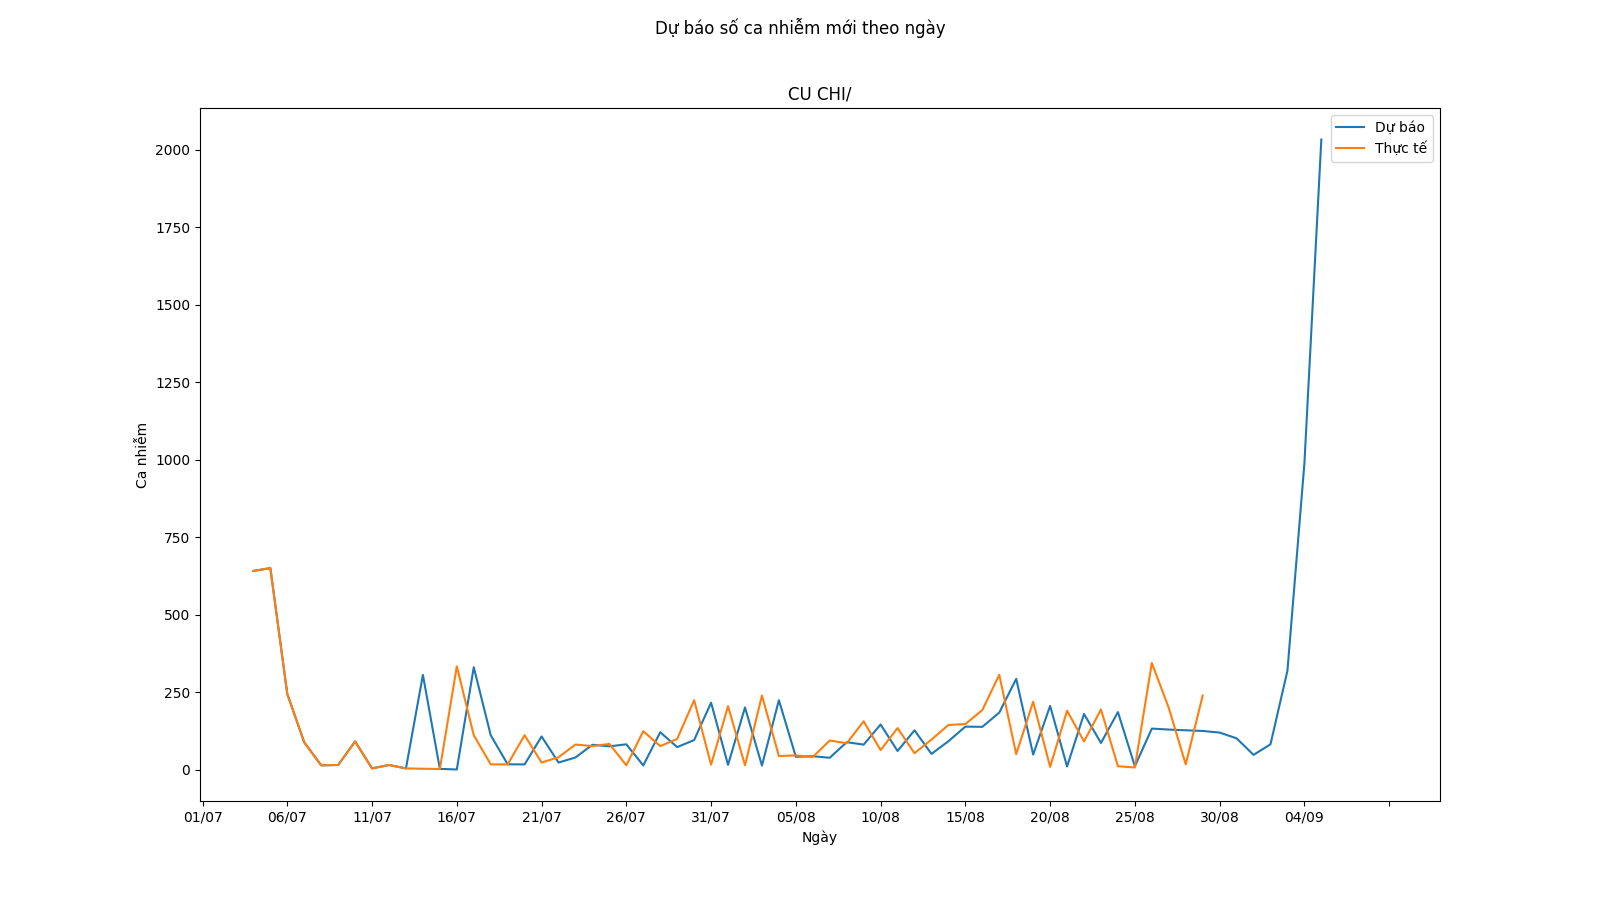 Dự báo số ca nhiễm mới theo ngày
CU CHI/
Dự báo
Thực tế
2000
1750
1500
1250
1000
750
500
250
0
Ca nhiễm
01/07 06/07 11/07 16/07 21/07 26/07 31/07 05/08 10/08 15/08 20/08 25/08 30/08 04/09
Ngày